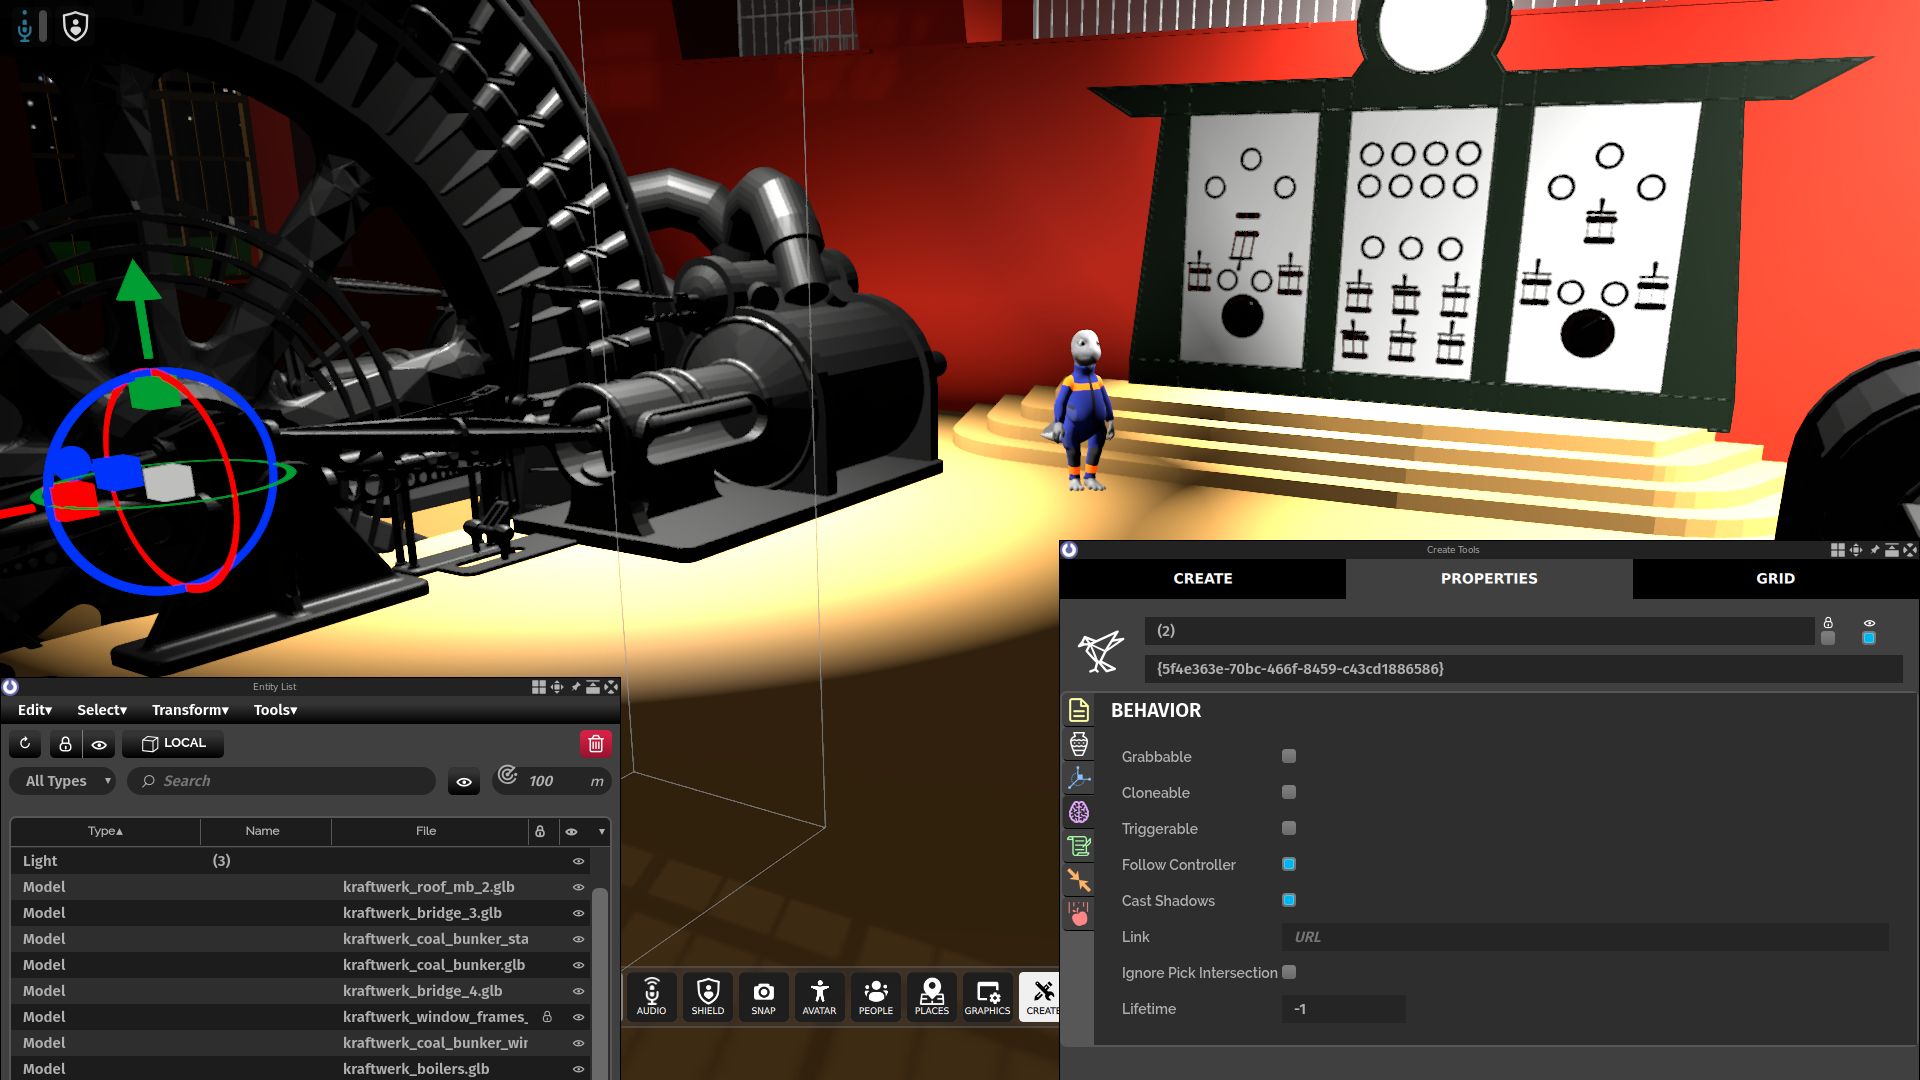 Create Tools
CREATE PROPERTIES GRID
(2)
{5f4e363e-70bc-466f-8459-c43cd1886586}
BEHAVIOR
Grabbable
Cloneable
Triggerable
Follow Controller
Cast Shadows
Link URL
Ignore Pick Intersection
Lifetime -1
Entity List
Edit▾ Select▾ Transform▾ Tools▾
LOCAL
All Types ▾ Search 100 m
Type▴ Name File ▾
Light (3)
Model kraftwerk_roof_mb_2.glb
Model kraftwerk_bridge_3.glb
Model kraftwerk_coal_bunker_sta
Model kraftwerk_coal_bunker.glb
Model kraftwerk_bridge_4.glb
Model kraftwerk_window_frames_
Model kraftwerk_coal_bunker_wir
Model kraftwerk_boilers.glb
AUDIO SHIELD SNAP AVATAR PEOPLE PLACES GRAPHICS CREATE